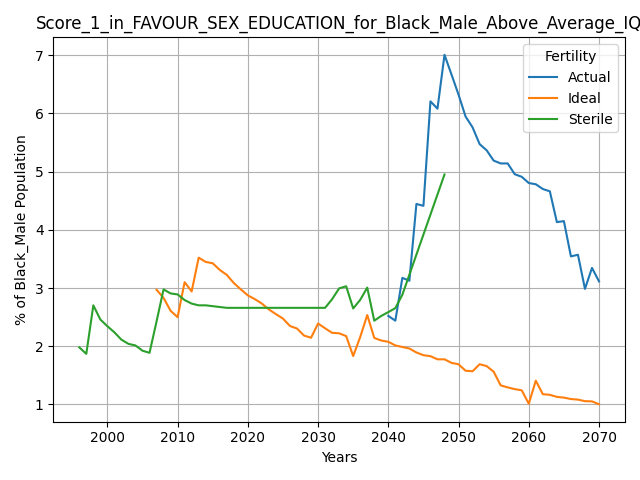 Score_1_in_FAVOUR_SEX_EDUCATION_for_Black_Male_Above_Average_IQ
Fertility
Actual
Ideal
Sterile
% of Black_Male Population
7
6
5
4
3
2
1
2000 2010 2020 2030 2040 2050 2060 2070
Years